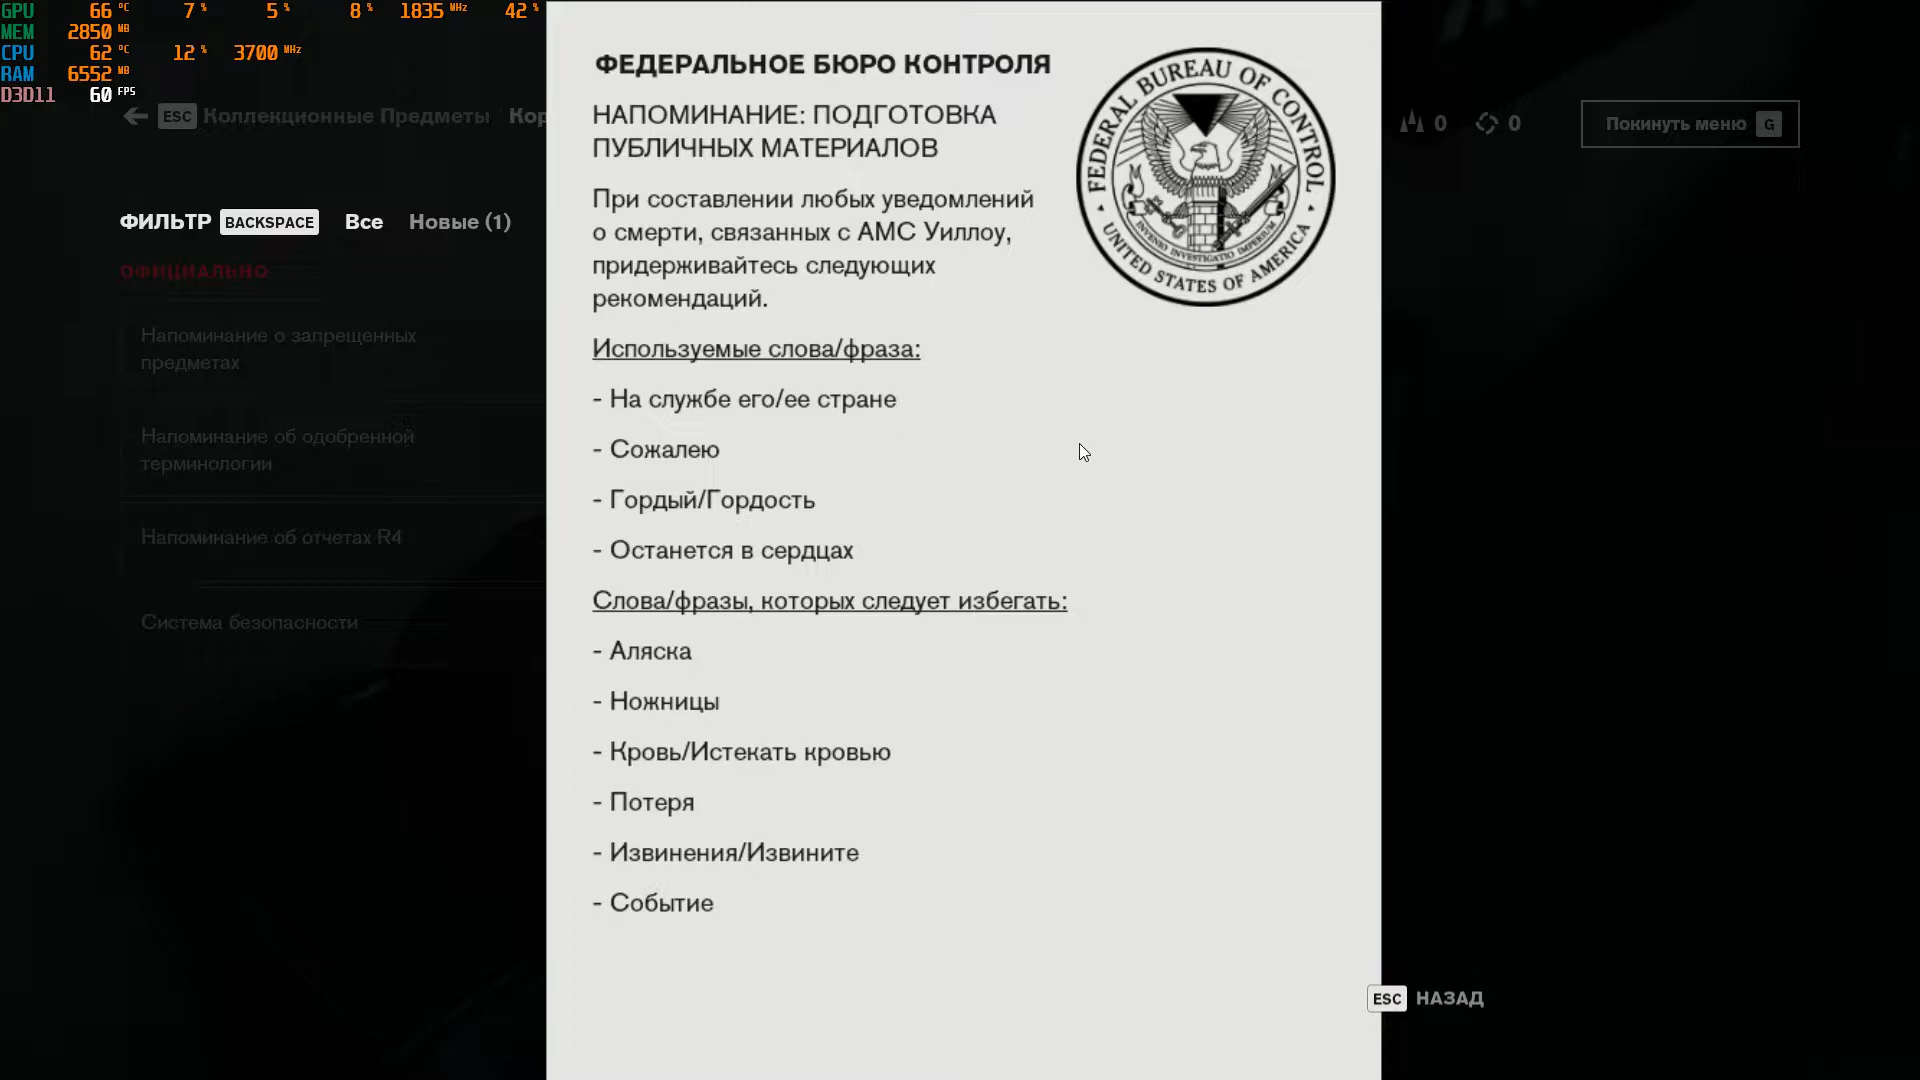 GPU 66 °C 7 % 5 % 8 % 1835 MHz 42 %
MEM 2850 MB
CPU 62 °C 12 % 3700 MHz
RAM 6552 MB
D3D11 60 FPS
ESC Коллекционные Предметы Кор
0 0
Покинуть меню G
ФИЛЬТР BACKSPACE Все Новые (1)
ОФИЦИАЛЬНО
Напоминание о запрещенных
предметах
Напоминание об одобренной
терминологии
Напоминание об отчетах R4
Система безопасности
ФЕДЕРАЛЬНОЕ БЮРО КОНТРОЛЯ
НАПОМИНАНИЕ: ПОДГОТОВКА
ПУБЛИЧНЫХ МАТЕРИАЛОВ
При составлении любых уведомлений
о смерти, связанных с АМС Уиллоу,
придерживайтесь следующих
рекомендаций.
Используемые слова/фраза:
- На службе его/ее стране
- Сожалею
- Гордый/Гордость
- Останется в сердцах
Слова/фразы, которых следует избегать:
- Аляска
- Ножницы
- Кровь/Истекать кровью
- Потеря
- Извинения/Извините
- Событие
FEDERAL BUREAU OF CONTROL
INVENIO INVESTIGATIO IMPERIUM
UNITED STATES OF AMERICA
ESC НАЗАД